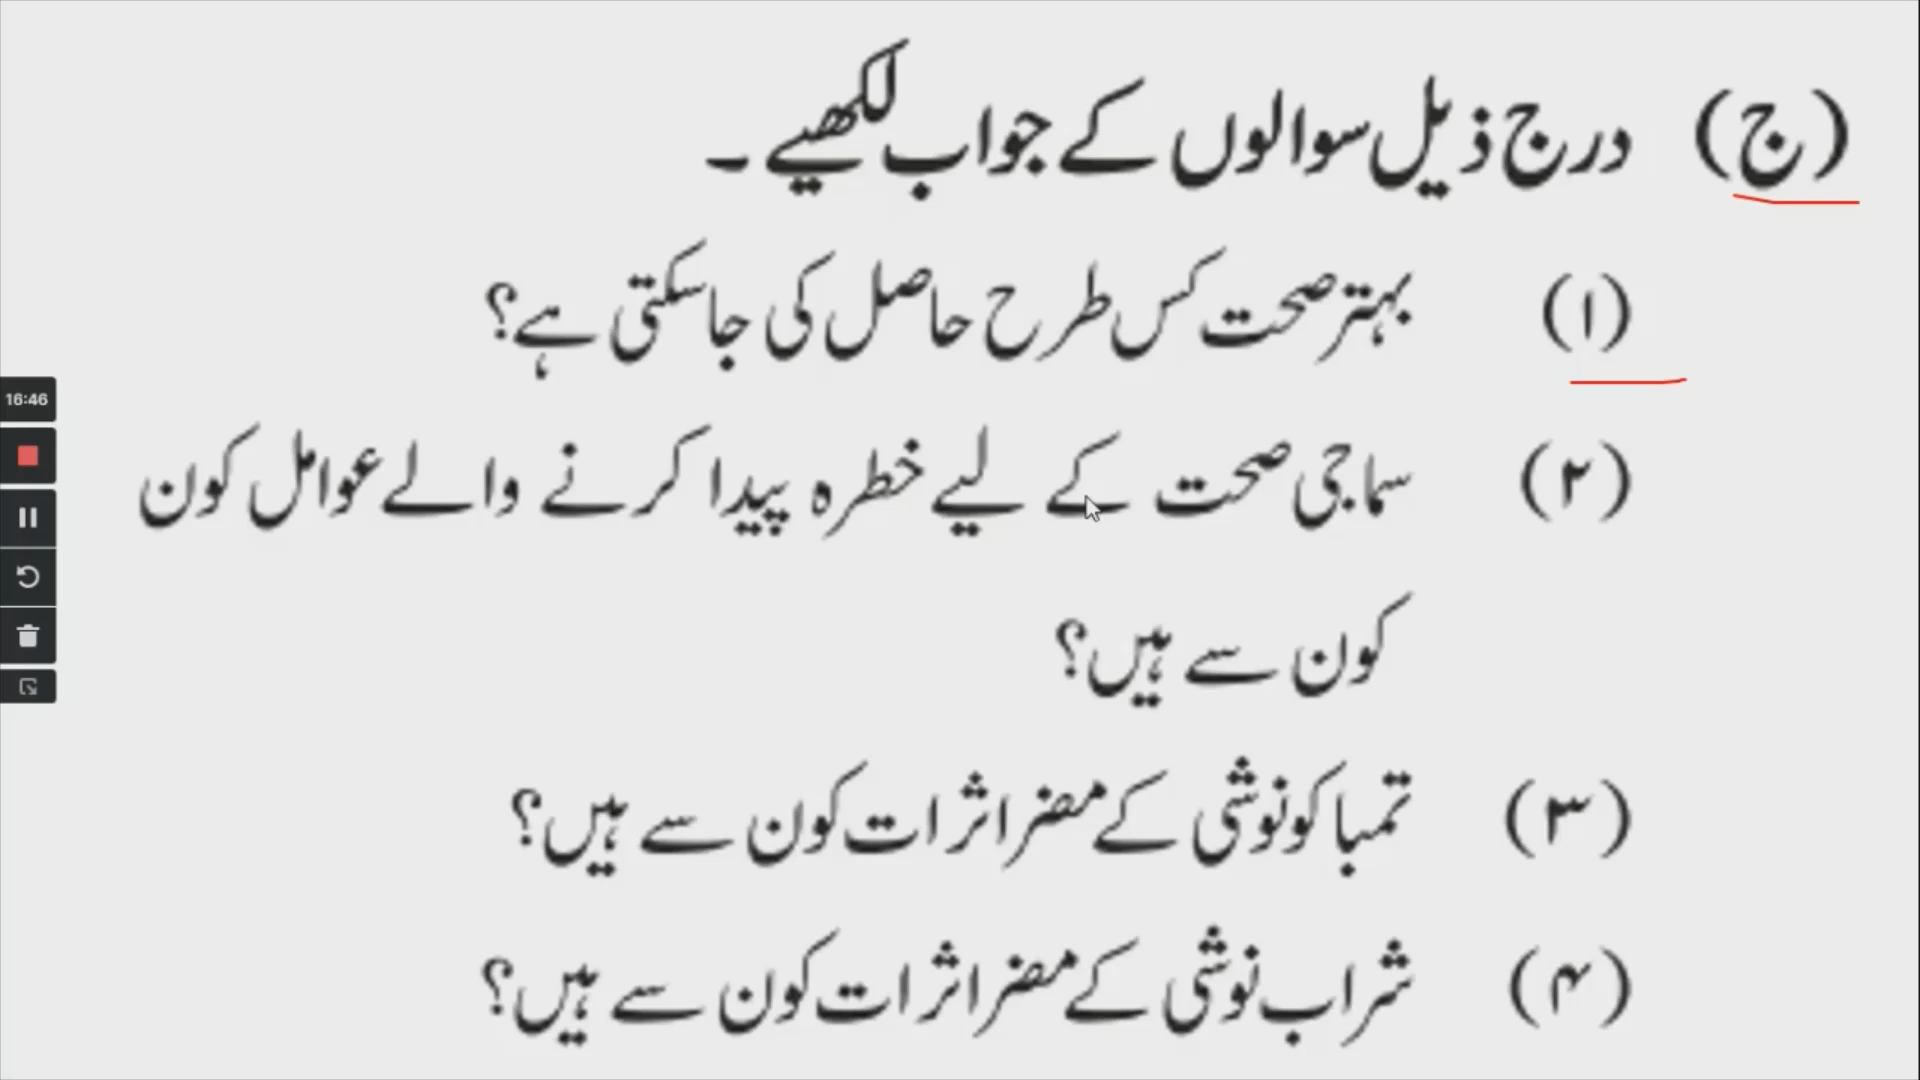 (ج) درج ذیل سوالوں کے جواب لکھیے ۔
(۱) بہتر صحت کس طرح حاصل کی جاسکتی ہے؟
(۲) سماجی صحت کے لیے خطرہ پیدا کرنے والے عوامل کون
کون سے ہیں؟
(۳) تمباکو نوشی کے مضر اثرات کون سے ہیں؟
(۴) شراب نوشی کے مضر اثرات کون سے ہیں؟
16:46